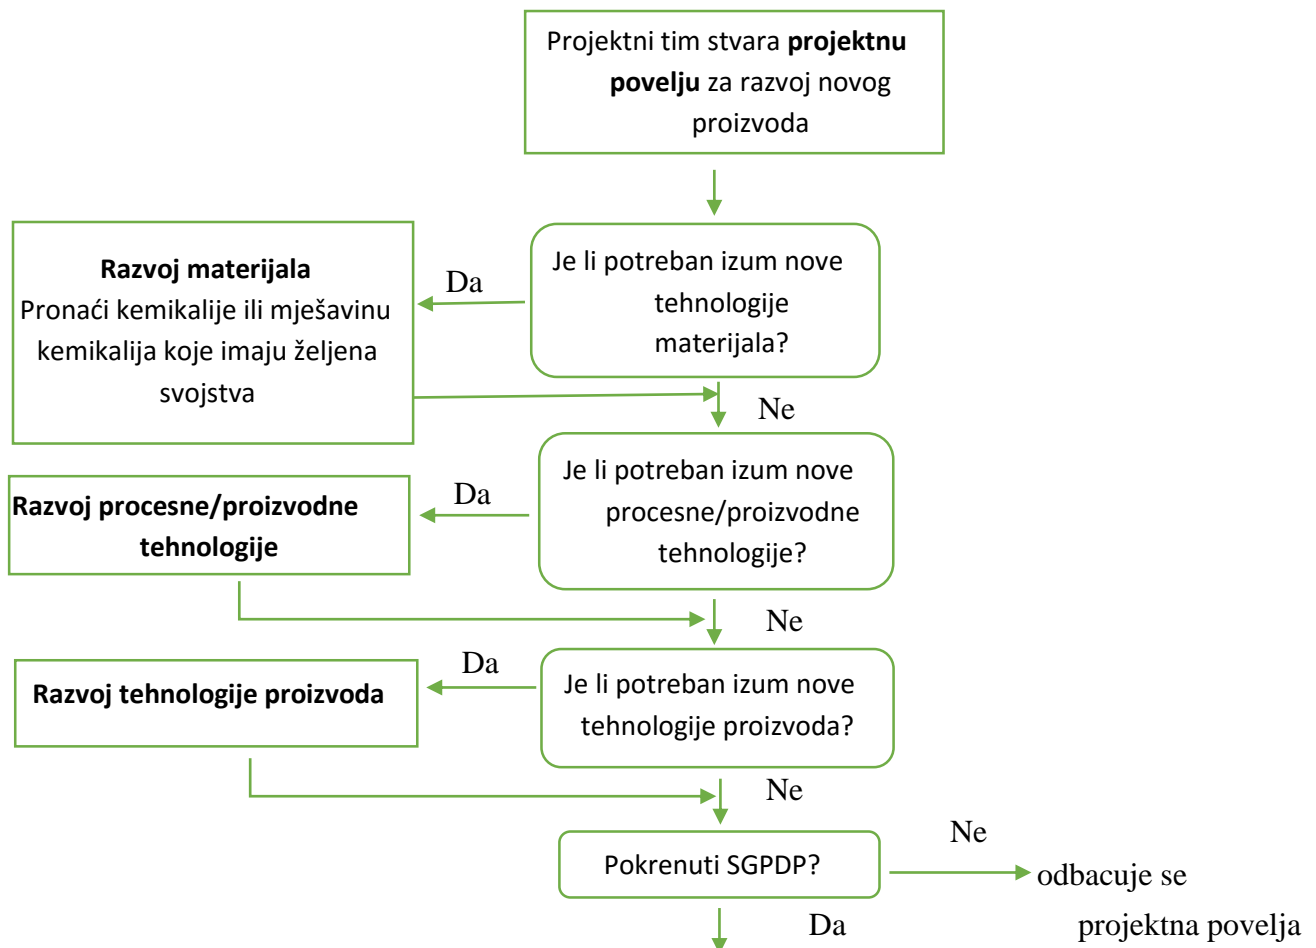 Projektni tim stvara projektnu
povelju za razvoj novog
proizvoda
Je li potreban izum nove
tehnologije
materijala?
Da
Razvoj materijala
Pronaći kemikalije ili mješavinu
kemikalija koje imaju željena
svojstva
Ne
Je li potreban izum nove
procesne/proizvodne
tehnologije?
Da
Razvoj procesne/proizvodne
tehnologije
Ne
Je li potreban izum nove
tehnologije proizvoda?
Da
Razvoj tehnologije proizvoda
Ne
Pokrenuti SGPDP?
Ne
odbacuje se
projektna povelja
Da